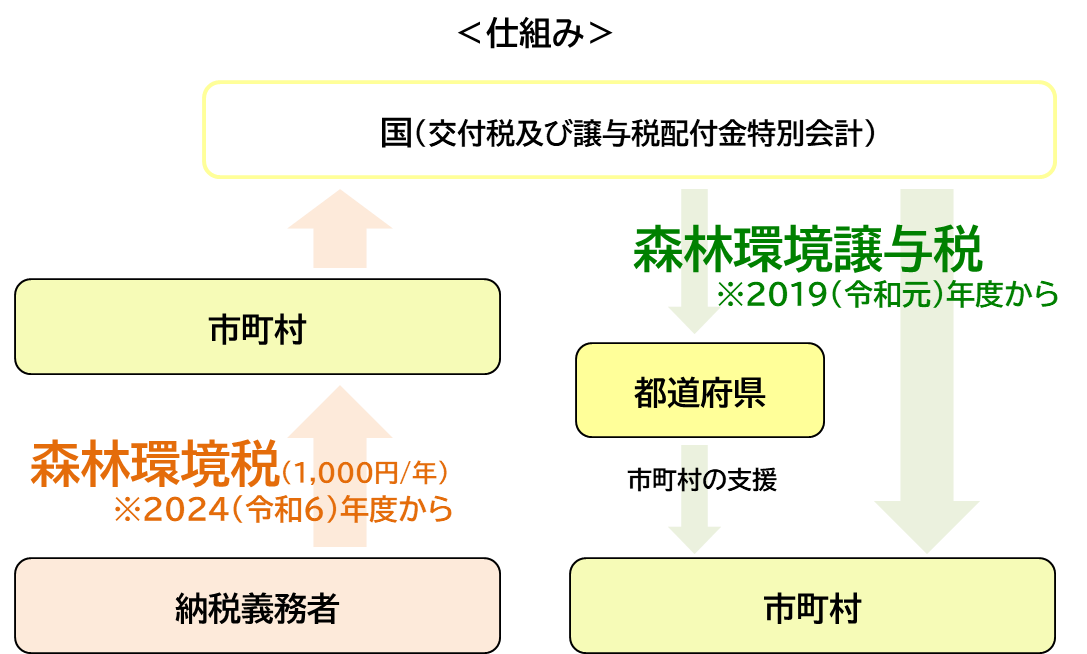 ＜仕組み＞
国（交付税及び譲与税配付金特別会計）
森林環境譲与税
※2019（令和元）年度から
市町村
都道府県
森林環境税（1,000円/年）
※2024（令和6）年度から
市町村の支援
納税義務者
市町村